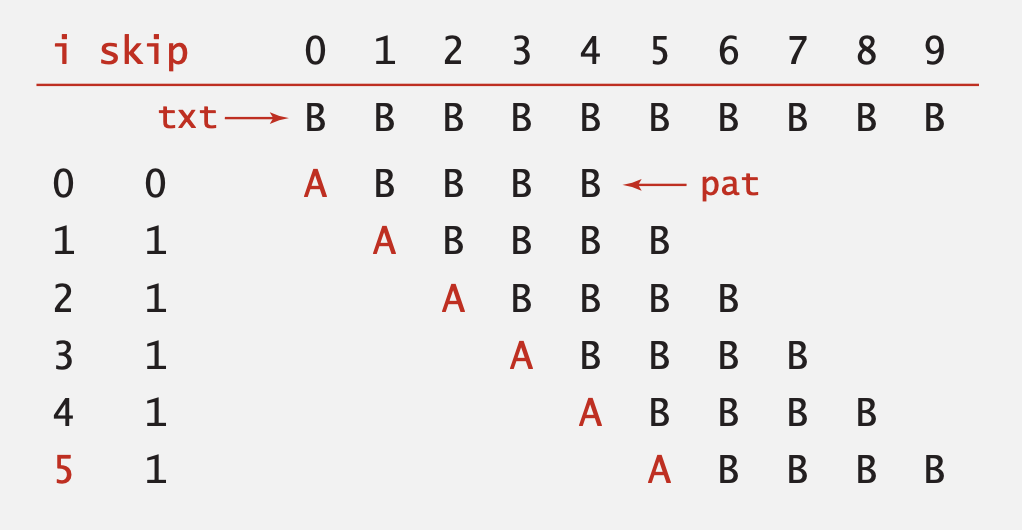 i skip 0 1 2 3 4 5 6 7 8 9
txt B B B B B B B B B B
0 0 A B B B B pat
1 1 A B B B B
2 1 A B B B B
3 1 A B B B B
4 1 A B B B B
5 1 A B B B B